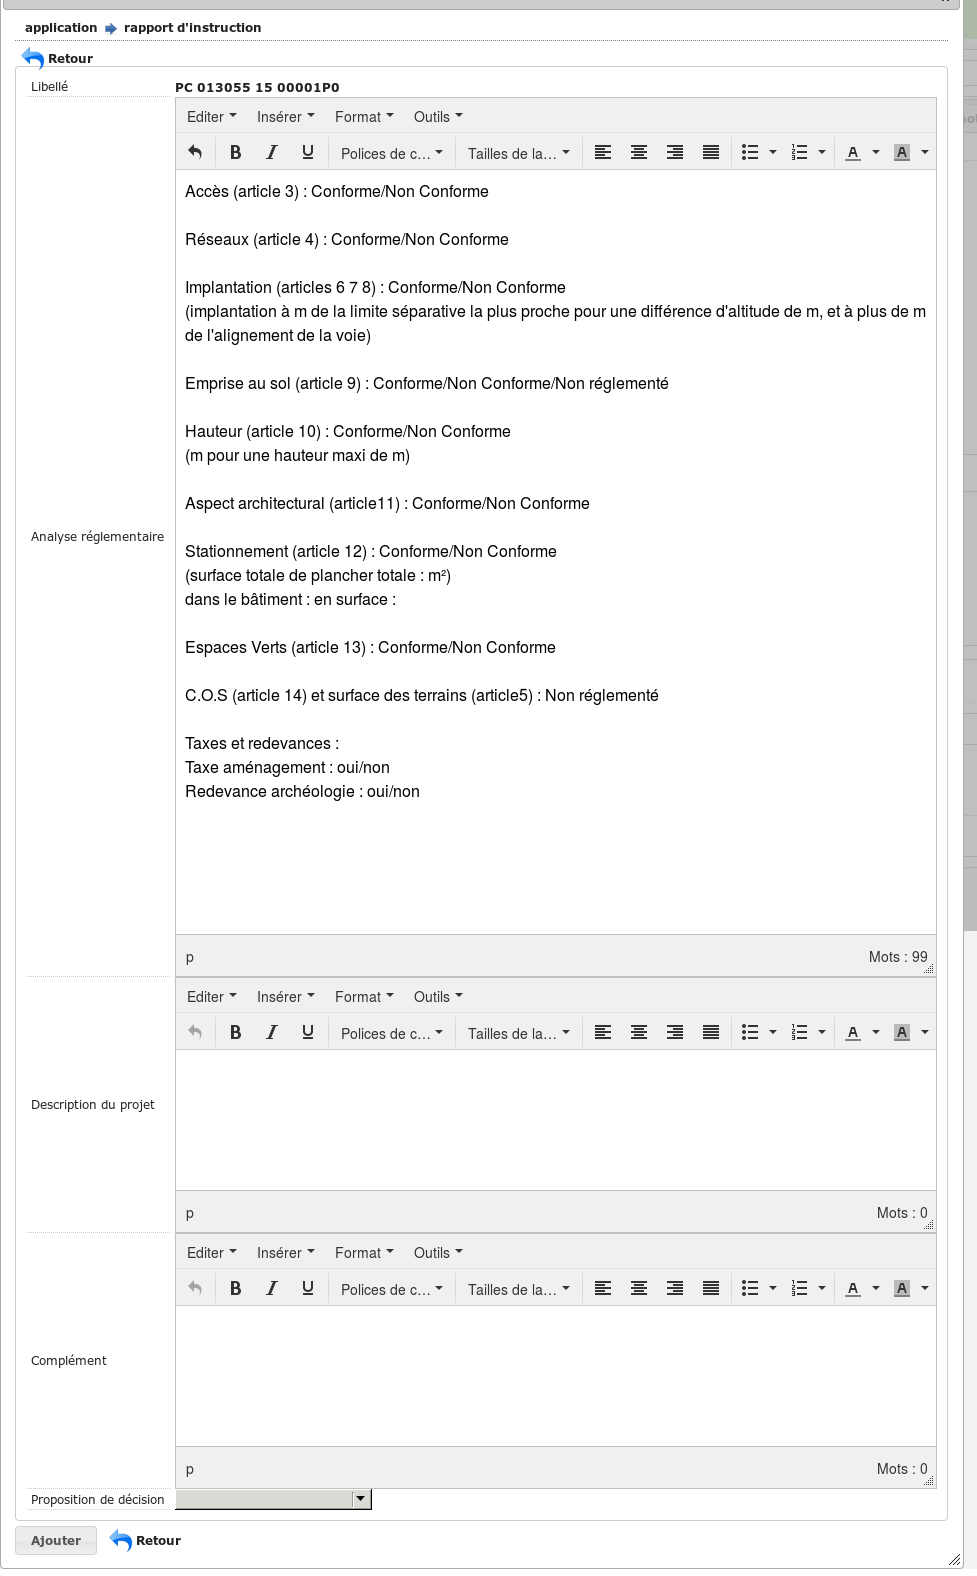 application rapport d'instruction
Retour
Libellé PC 013055 15 00001P0
Editer Insérer Format Outils
B I U Polices de c... Tailles de la... A A
Accès (article 3) : Conforme/Non Conforme
Réseaux (article 4) : Conforme/Non Conforme
Implantation (articles 6 7 8) : Conforme/Non Conforme
(implantation à m de la limite séparative la plus proche pour une différence d'altitude de m, et à plus de m
de l'alignement de la voie)
Emprise au sol (article 9) : Conforme/Non Conforme/Non réglementé
Hauteur (article 10) : Conforme/Non Conforme
(m pour une hauteur maxi de m)
Aspect architectural (article11) : Conforme/Non Conforme
Analyse réglementaire
Stationnement (article 12) : Conforme/Non Conforme
(surface totale de plancher totale : m²)
dans le bâtiment : en surface :
Espaces Verts (article 13) : Conforme/Non Conforme
C.O.S (article 14) et surface des terrains (article5) : Non réglementé
Taxes et redevances :
Taxe aménagement : oui/non
Redevance archéologie : oui/non
p Mots : 99
Editer Insérer Format Outils
B I U Polices de c... Tailles de la... A A
Description du projet
p Mots : 0
Editer Insérer Format Outils
B I U Polices de c... Tailles de la... A A
Complément
p Mots : 0
Proposition de décision
Ajouter Retour